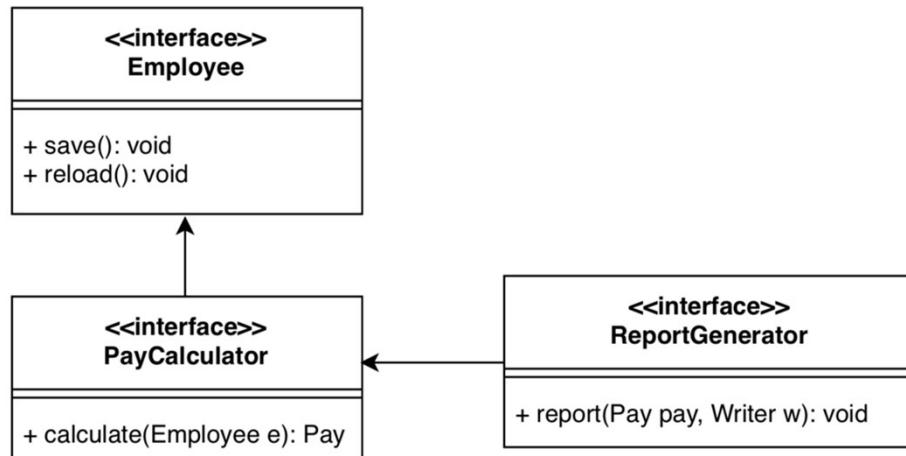 <<interface>>
Employee
+ save(): void
+ reload(): void
<<interface>>
PayCalculator
+ calculate(Employee e): Pay
<<interface>>
ReportGenerator
+ report(Pay pay, Writer w): void